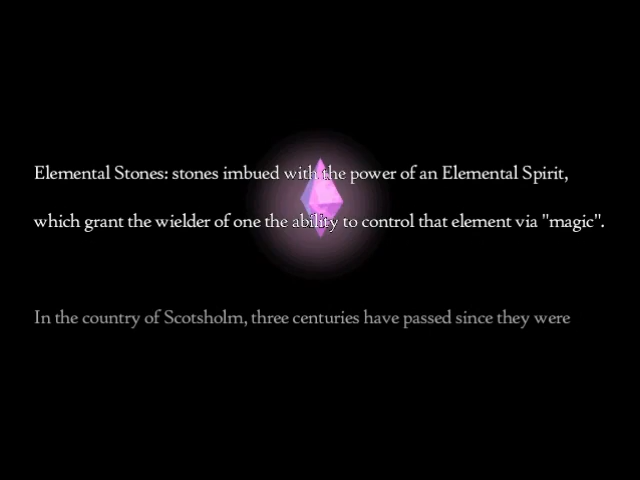 Elemental Stones: stones imbued with the power of an Elemental Spirit,
which grant the wielder of one the ability to control that element via "magic".
In the country of Scotsholm, three centuries have passed since they were